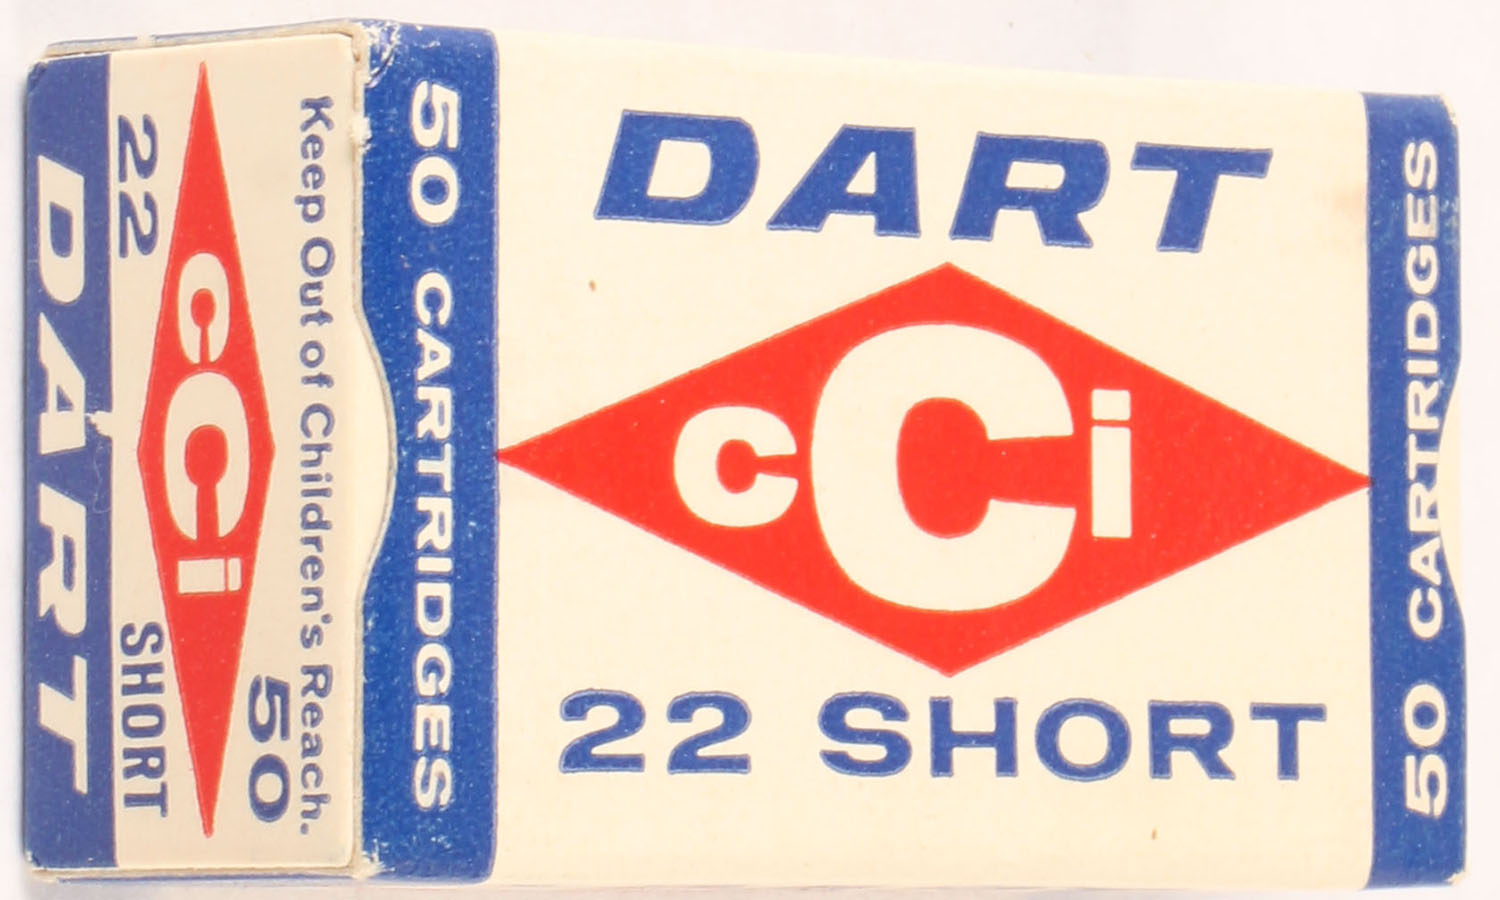 DART
cCi
22 SHORT
50 CARTRIDGES
50 CARTRIDGES
Keep Out of Children's Reach.
22
cCi
50
SHORT
DART